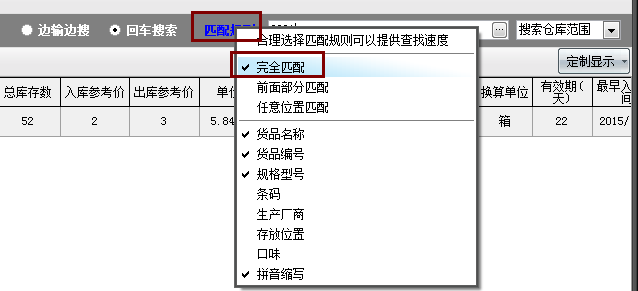 边输边搜 回车搜索 匹配规则 搜索仓库范围
合理选择匹配规则可以提供查找速度
定制显示
完全匹配
前面部分匹配
任意位置匹配
总库存数 入库参考价 出库参考价 单位 换算单位 有效期(天) 最早入 间
52 2 3 5.84 箱 22 2015/
货品名称
货品编号
规格型号
条码
生产厂商
存放位置
口味
拼音缩写